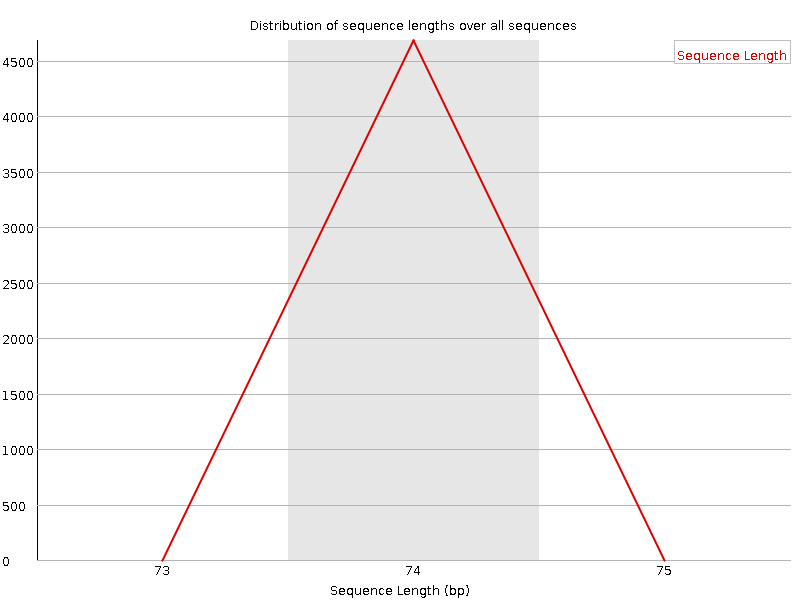 Distribution of sequence lengths over all sequences
Sequence Length
4500
4000
3500
3000
2500
2000
1500
1000
500
0
73 74 75
Sequence Length (bp)